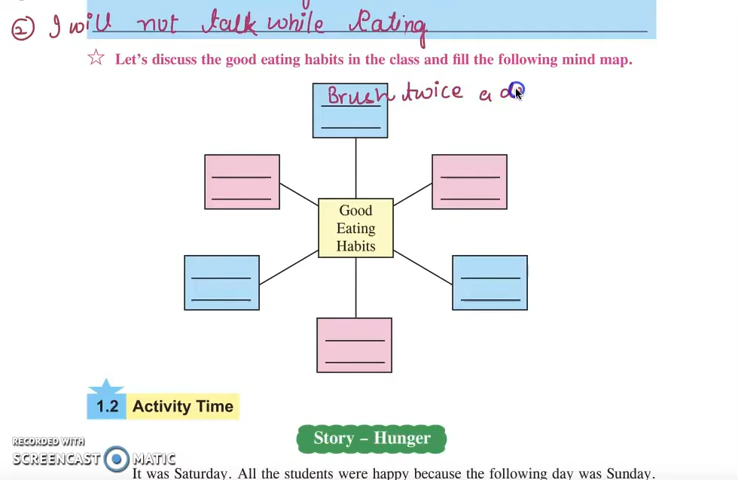 ② I will not talk while Eating
☆ Let's discuss the good eating habits in the class and fill the following mind map.
Brush twice a d
Good
Eating
Habits
1.2 Activity Time
Story – Hunger
RECORDED WITH
SCREENCAST MATIC
It was Saturday. All the students were happy because the following day was Sunday.